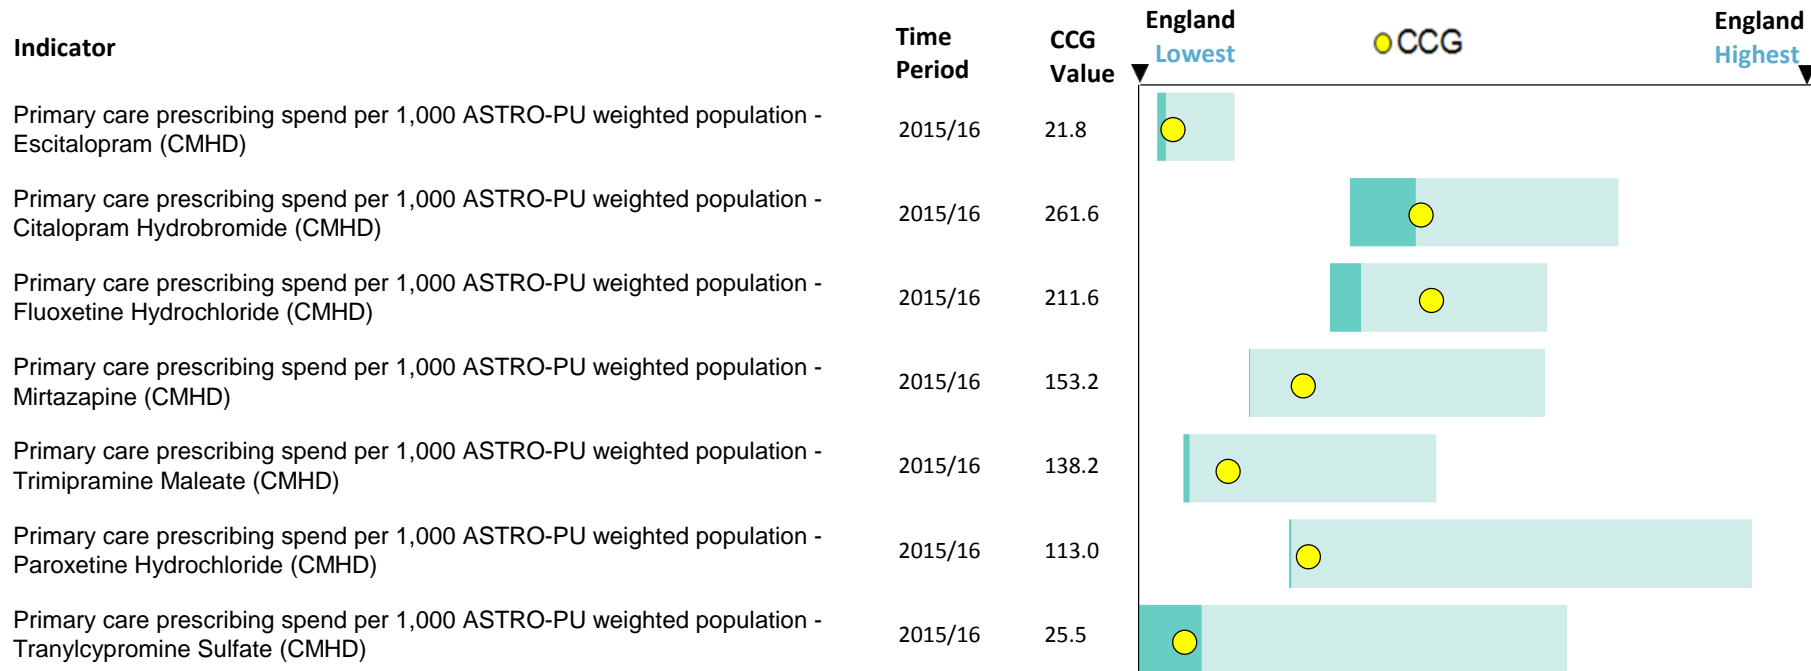 Indicator
Time
Period
CCG
Value
England
Lowest
CCG
England
Highest
Primary care prescribing spend per 1,000 ASTRO-PU weighted population -
Escitalopram (CMHD)
2015/16
21.8
Primary care prescribing spend per 1,000 ASTRO-PU weighted population -
Citalopram Hydrobromide (CMHD)
2015/16
261.6
Primary care prescribing spend per 1,000 ASTRO-PU weighted population -
Fluoxetine Hydrochloride (CMHD)
2015/16
211.6
Primary care prescribing spend per 1,000 ASTRO-PU weighted population -
Mirtazapine (CMHD)
2015/16
153.2
Primary care prescribing spend per 1,000 ASTRO-PU weighted population -
Trimipramine Maleate (CMHD)
2015/16
138.2
Primary care prescribing spend per 1,000 ASTRO-PU weighted population -
Paroxetine Hydrochloride (CMHD)
2015/16
113.0
Primary care prescribing spend per 1,000 ASTRO-PU weighted population -
Tranylcypromine Sulfate (CMHD)
2015/16
25.5